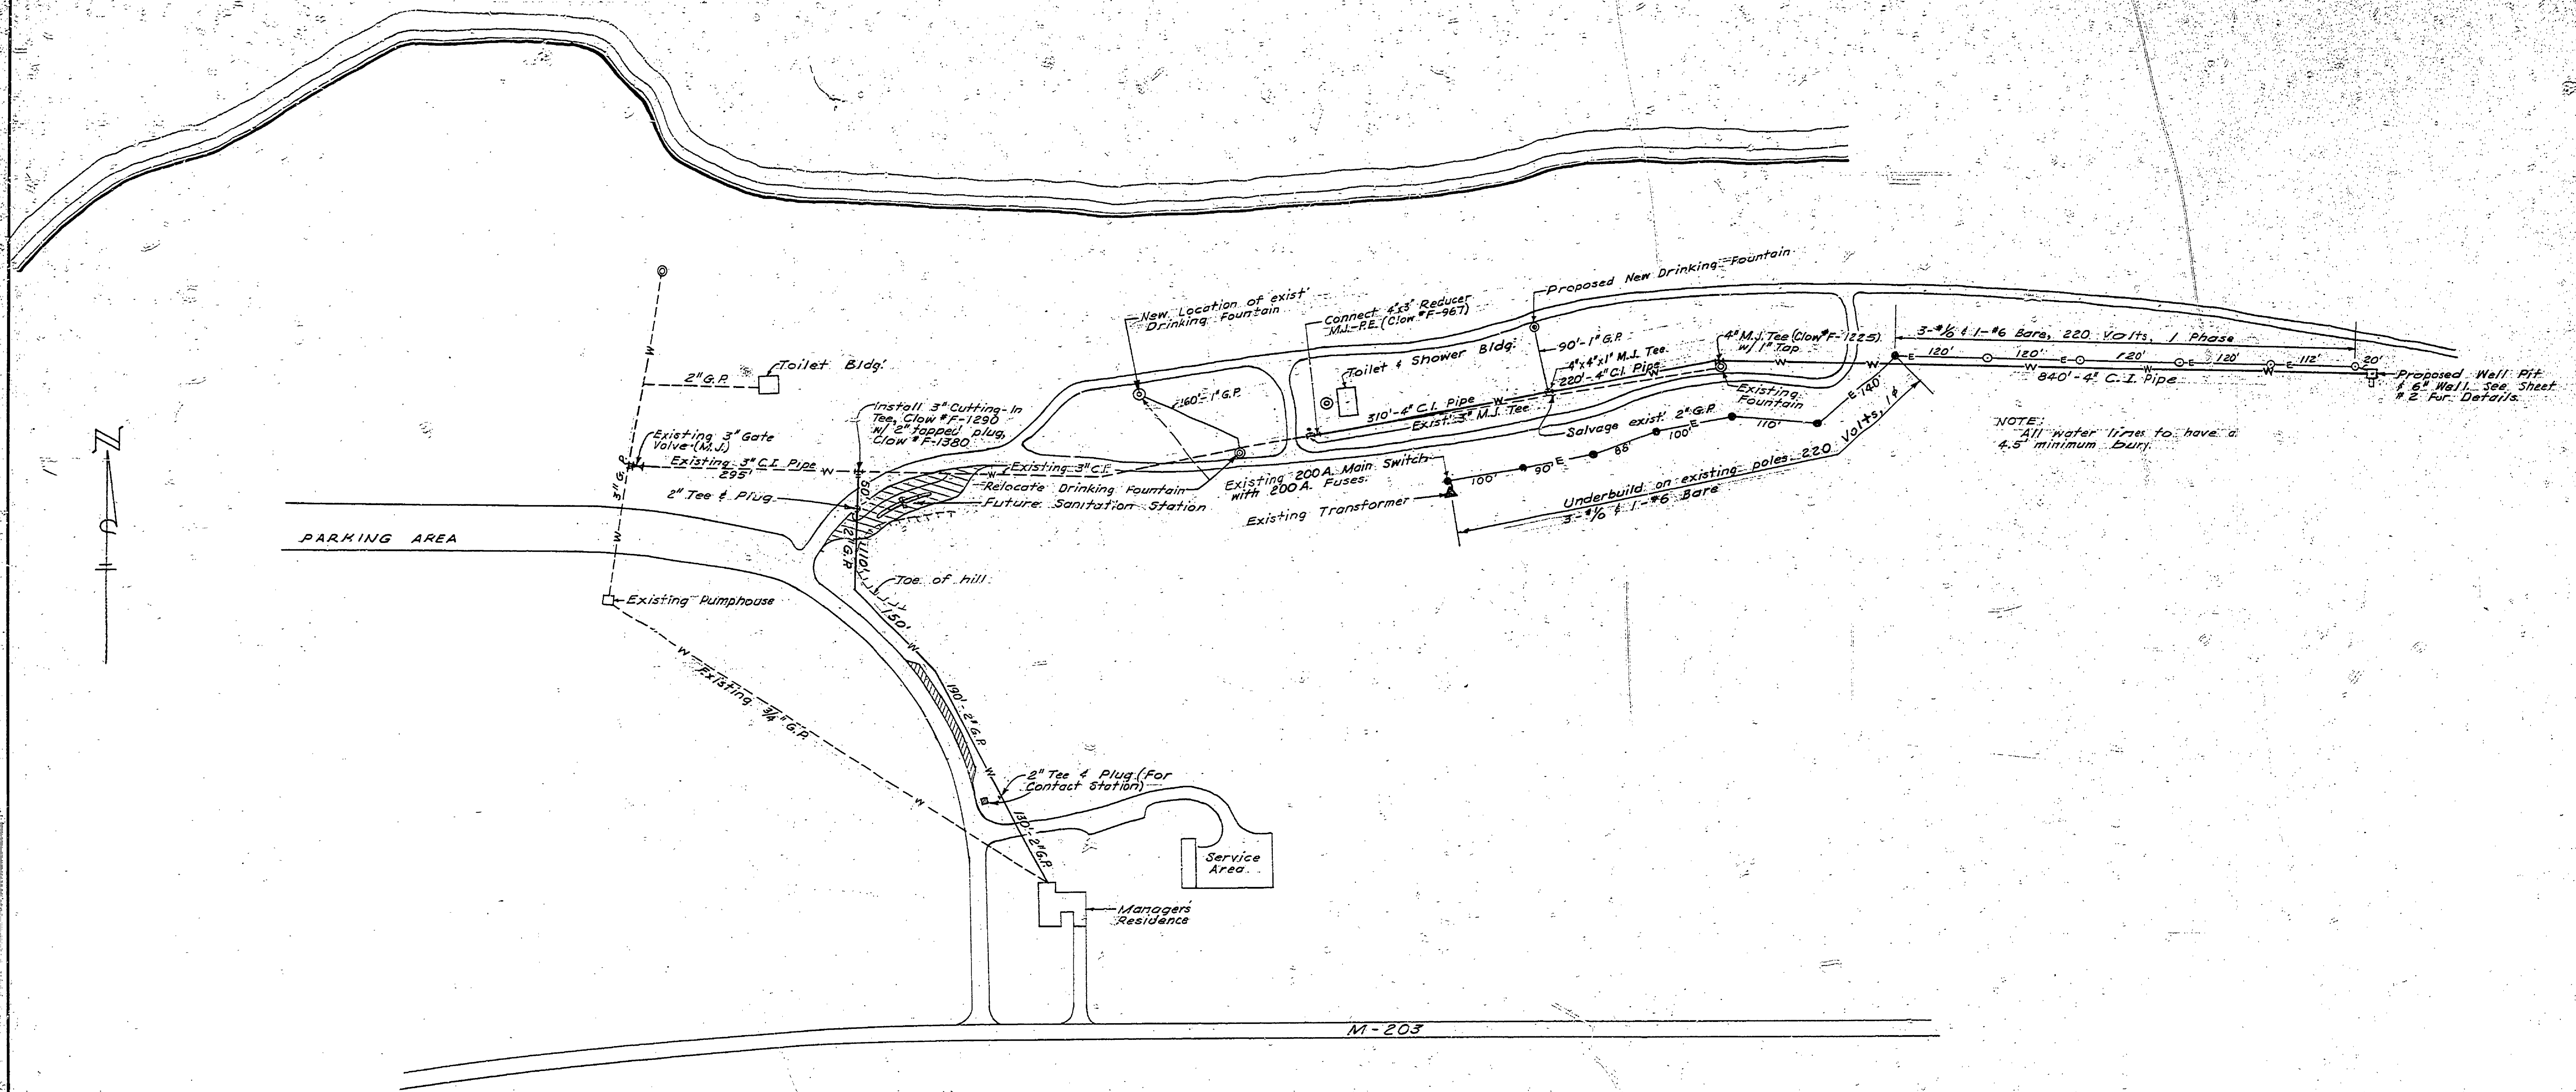 N
PARKING AREA
2" G.P.
Toilet Bldg.
Existing 3" Gate
Valve (M.J.)
Existing 3" C.I. Pipe
295'
3" G.P.
2" Tee & Plug
Existing Pumphouse
Existing 3/4" G.P.
Install 3" Cutting-In
Tee, Clow #F-1290
w/ 2" tapped plug,
Clow #F-1380
New Location of exist.
Drinking Fountain
160'-1" G.P.
Existing 3" C.I.
Relocate Drinking Fountain
Future Sanitation Station
Toe of hill
150'
190'-2" G.P.
2" Tee & Plug (For
Contact Station)
130'-2" G.P.
Service
Area
Managers
Residence
M-203
Connect 4"x3" Reducer
M.J.-P.E. (Clow #F-967)
Toilet & Shower Bldg.
Proposed New Drinking Fountain
90'-1" G.P.
4"x4"x1" M.J. Tee
220'-4" C.I. Pipe
310'-4" C.I. Pipe
Exist. 3" M.J. Tee
4" M.J. Tee (Clow #F-1225)
w/ 1" Tap
Existing
Fountain
Salvage exist. 2" G.P.
Existing 200A. Main Switch
with 200A. Fuses
Existing Transformer
100'
90'
E
100'
E
110'
E-140'
Underbuild on existing poles 220 Volts, 1φ
3-#1/0 & 1-#6 Bare
3-#1/0 & 1-#6 Bare, 220 Volts, 1 Phase
E
120'
120'
E
120'
E
120'
E
112'
20'
840'-4" C.I. Pipe
Proposed Well Pit
& 6" Well. See Sheet
#2 For Details
NOTE:
All water lines to have a
4.5' minimum bury